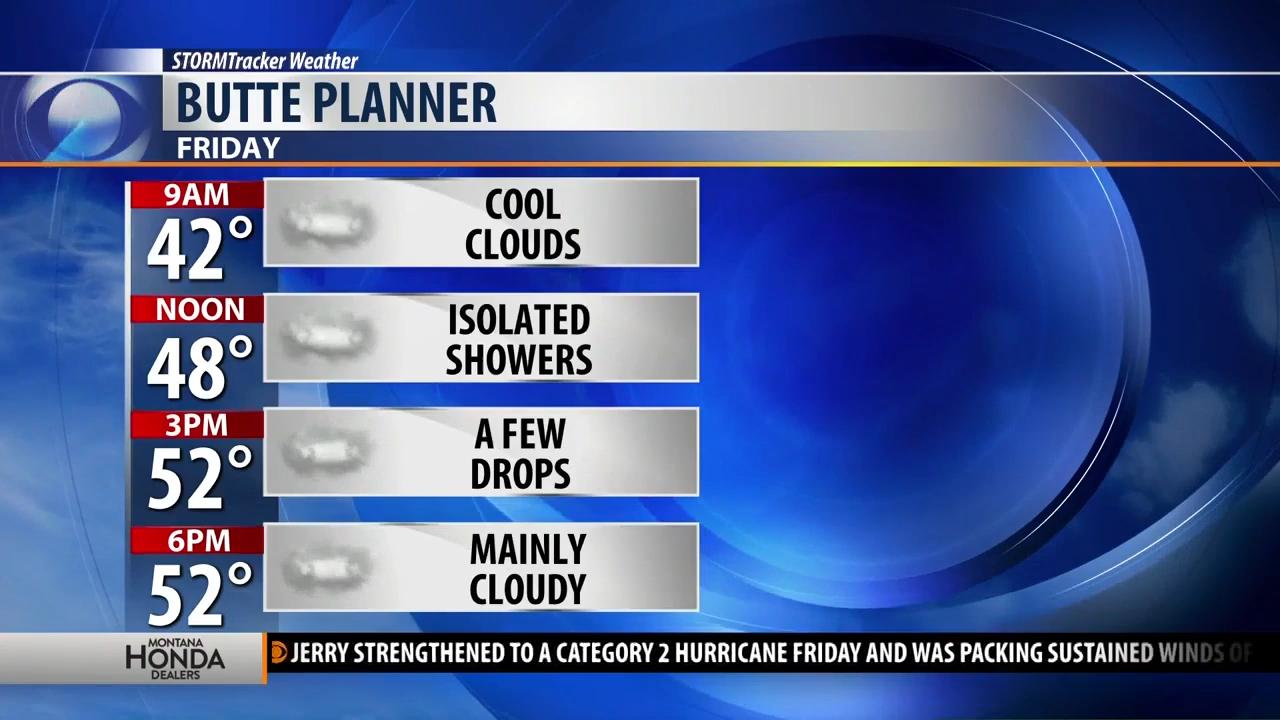 STORMTracker Weather
BUTTE PLANNER
FRIDAY
9AM
42°
COOL
CLOUDS
NOON
48°
ISOLATED
SHOWERS
3PM
52°
A FEW
DROPS
6PM
52°
MAINLY
CLOUDY
MONTANA
HONDA
DEALERS
JERRY STRENGTHENED TO A CATEGORY 2 HURRICANE FRIDAY AND WAS PACKING SUSTAINED WINDS OF